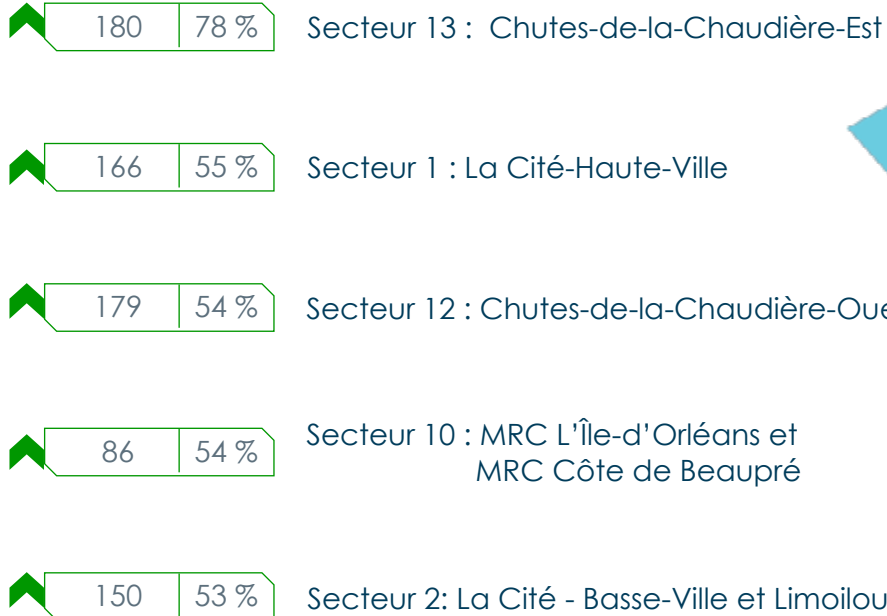 180 78 % Secteur 13 : Chutes-de-la-Chaudière-Est
166 55 % Secteur 1 : La Cité-Haute-Ville
179 54 % Secteur 12 : Chutes-de-la-Chaudière-Oue
86 54 % Secteur 10 : MRC L’Île-d’Orléans et
MRC Côte de Beaupré
150 53 % Secteur 2: La Cité - Basse-Ville et Limoilou